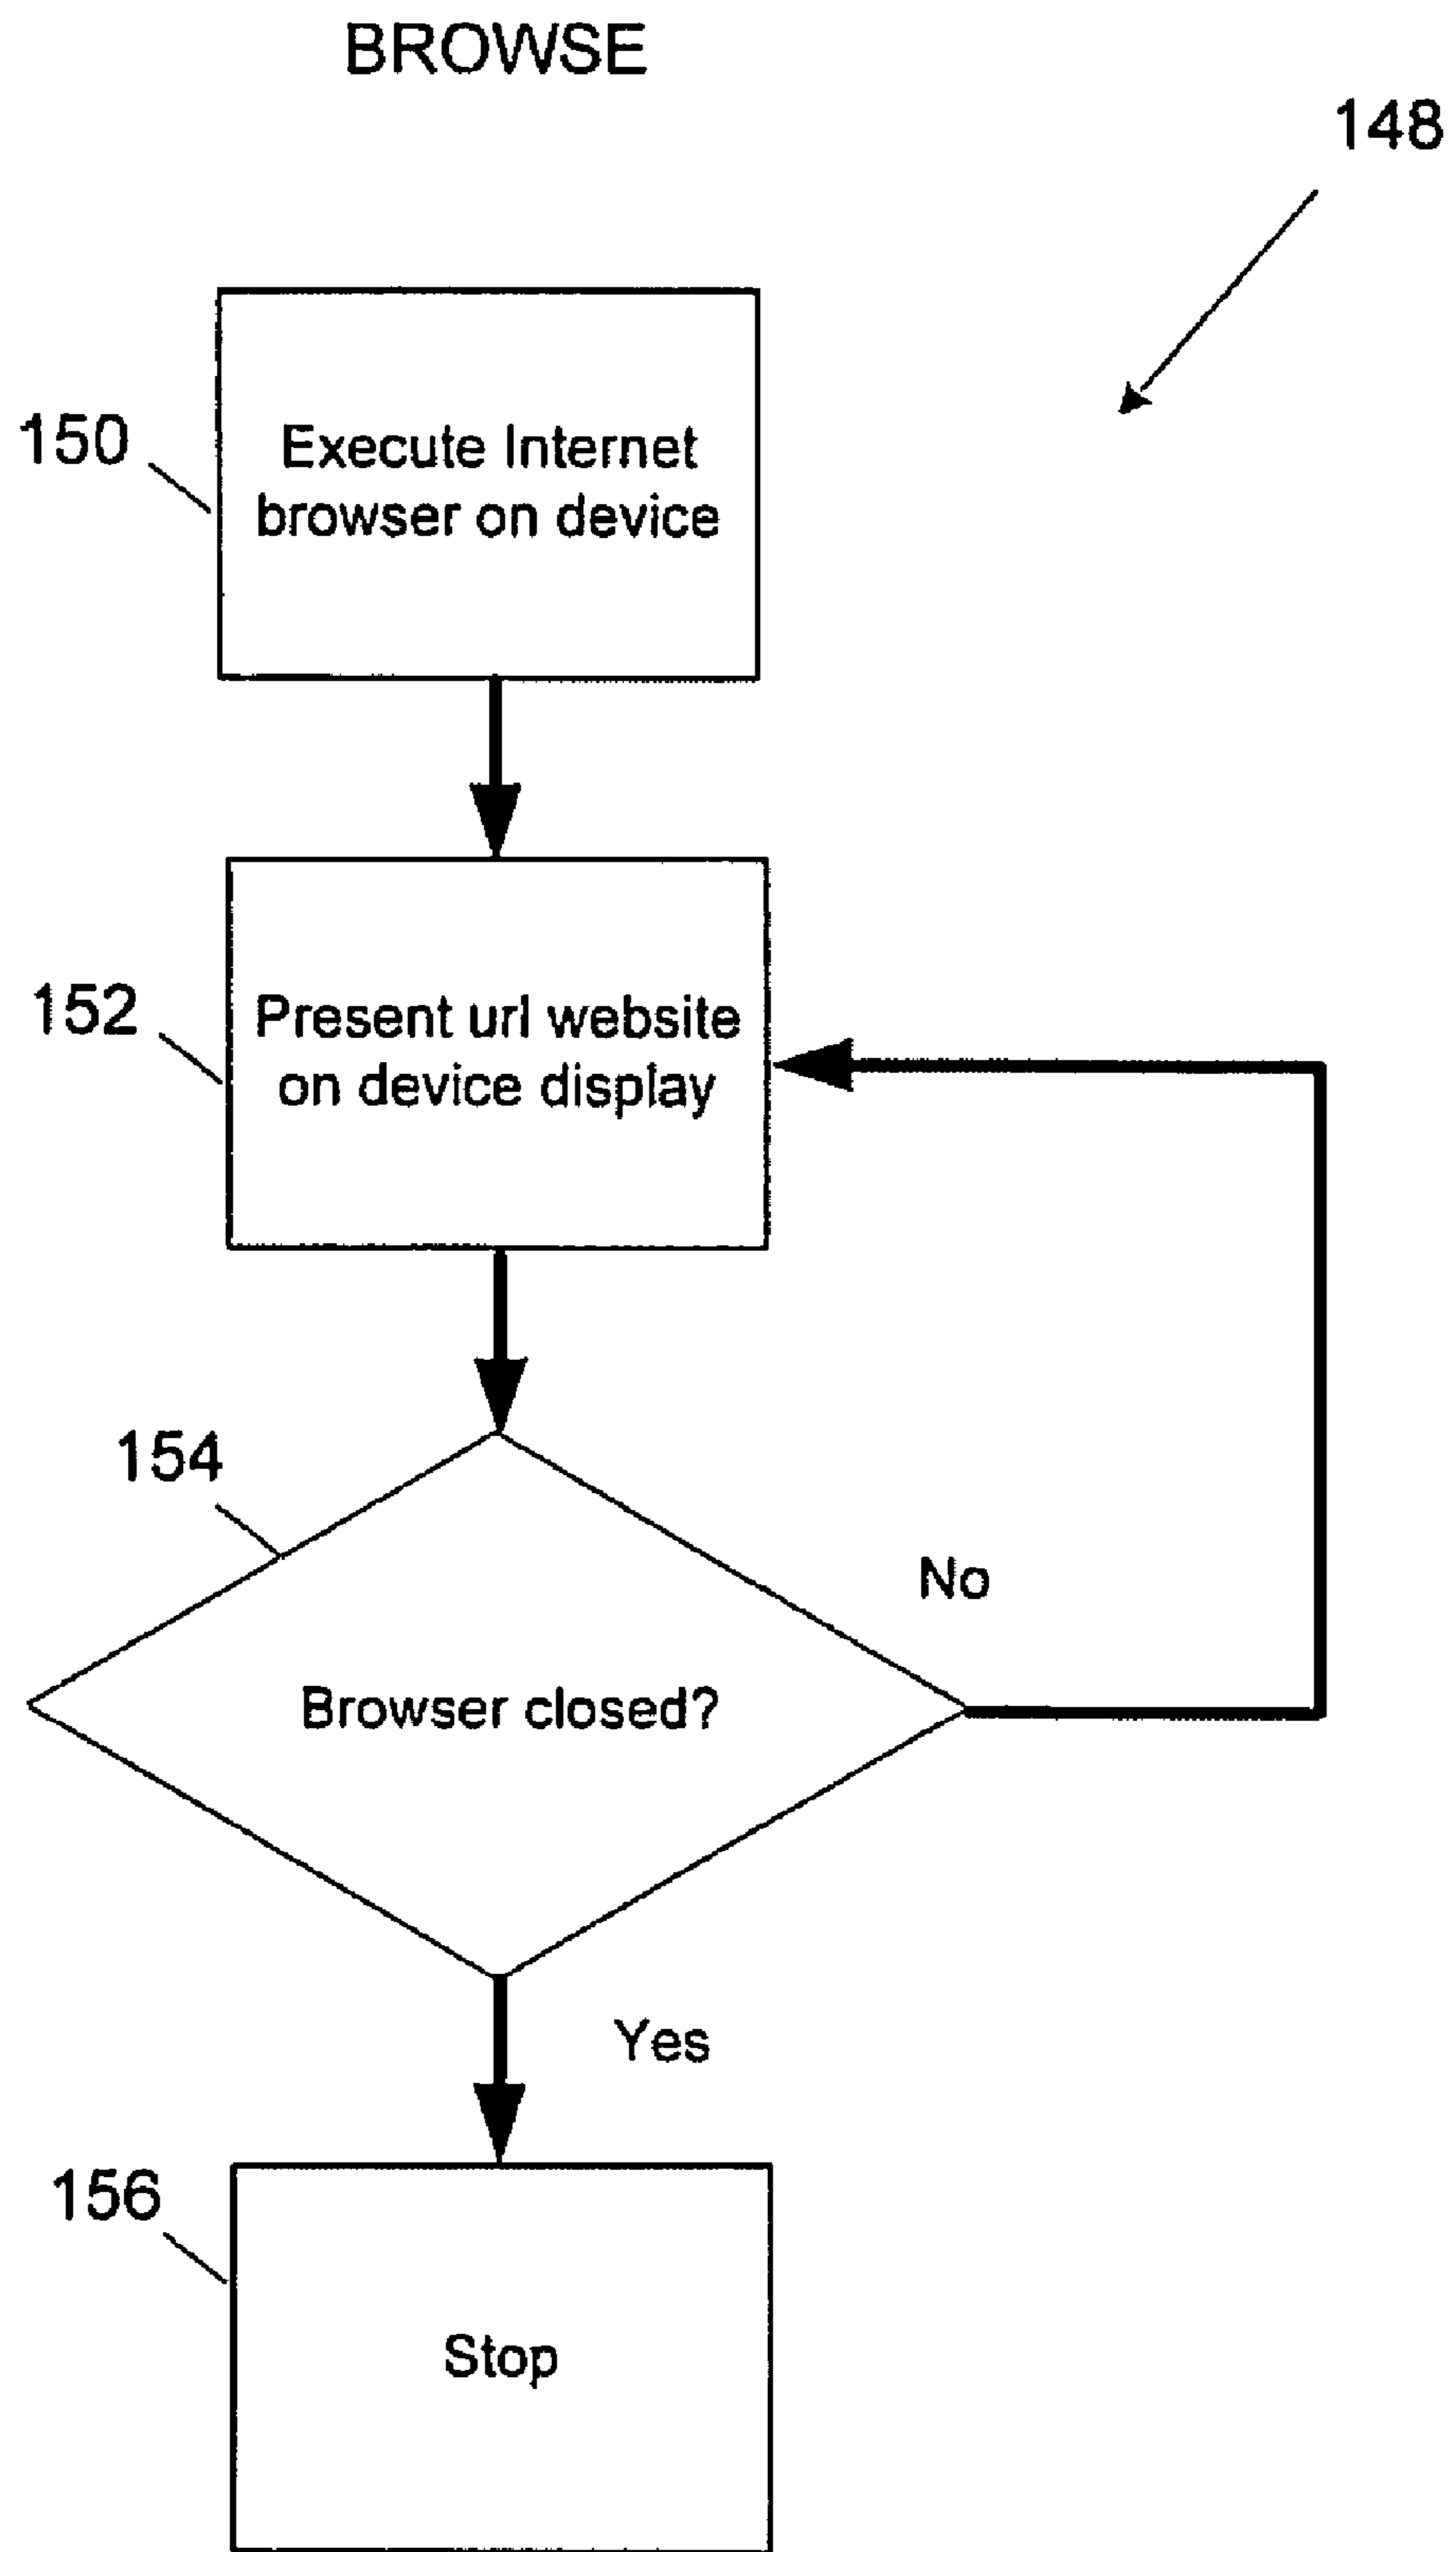 BROWSE
148
150
Execute Internet
browser on device
152
Present url website
on device display
154
No
Browser closed?
Yes
156
Stop